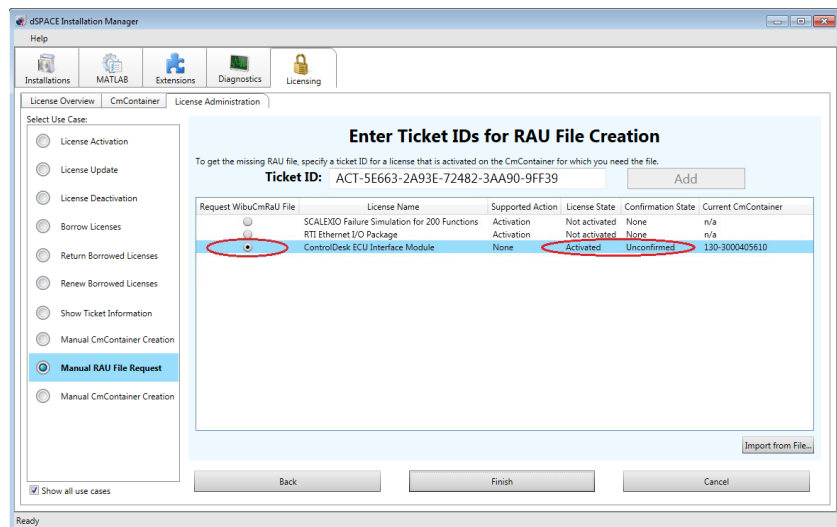 dSPACE Installation Manager
Help
Installations
MATLAB
Extensions
Diagnostics
Licensing
License Overview
CmContainer
License Administration
Select Use Case:
License Activation
License Update
License Deactivation
Borrow Licenses
Return Borrowed Licenses
Renew Borrowed Licenses
Show Ticket Information
Manual CmContainer Creation
Manual RAU File Request
Manual CmContainer Creation
Show all use cases
Enter Ticket IDs for RAU File Creation
To get the missing RAU file, specify a ticket ID for a license that is activated on the CmContainer for which you need the file.
Ticket ID: ACT-5E663-2A93E-72482-3AA90-9FF39 Add
Request WibuCmRaU File License Name Supported Action License State Confirmation State Current CmContainer
SCALEXIO Failure Simulation for 200 Functions Activation Not activated None n/a
RTI Ethernet I/O Package Activation Not activated None n/a
ControlDesk ECU Interface Module None Activated Unconfirmed 130-3000405610
Import from File...
Back
Finish
Cancel
Ready